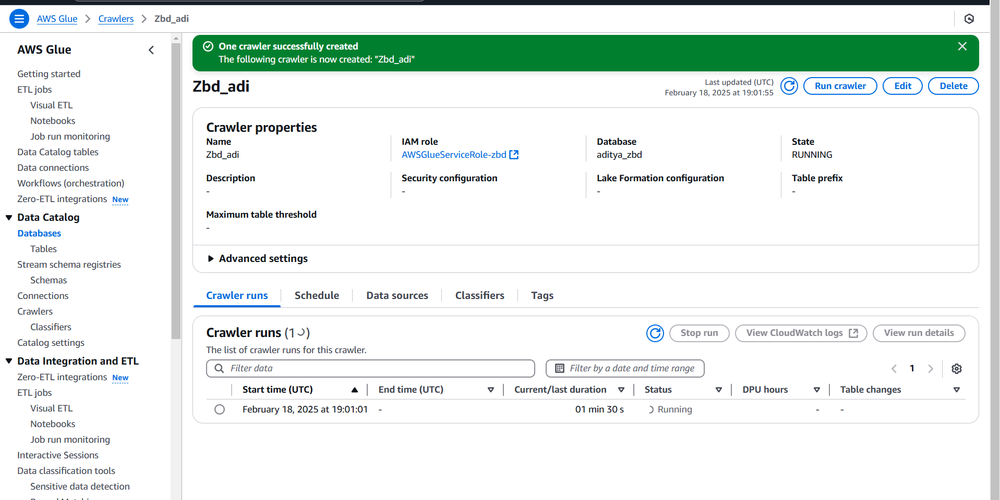 AWS Glue > Crawlers > Zbd_adi
AWS Glue
Getting started
ETL jobs
Visual ETL
Notebooks
Job run monitoring
Data Catalog tables
Data connections
Workflows (orchestration)
Zero-ETL integrations New
Data Catalog
Databases
Tables
Stream schema registries
Schemas
Connections
Crawlers
Classifiers
Catalog settings
Data Integration and ETL
Zero-ETL integrations New
ETL jobs
Visual ETL
Notebooks
Job run monitoring
Interactive Sessions
Data classification tools
Sensitive data detection
One crawler successfully created
The following crawler is now created: "Zbd_adi"
Zbd_adi
Last updated (UTC)
February 18, 2025 at 19:01:55
Run crawler Edit Delete
Crawler properties
Name IAM role Database State
Zbd_adi AWSGlueServiceRole-zbd aditya_zbd RUNNING
Description Security configuration Lake Formation configuration Table prefix
- - - -
Maximum table threshold
-
Advanced settings
Crawler runs Schedule Data sources Classifiers Tags
Crawler runs (1)
Stop run View CloudWatch logs View run details
The list of crawler runs for this crawler.
Filter data Filter by a date and time range 1
Start time (UTC) End time (UTC) Current/last duration Status DPU hours Table changes
February 18, 2025 at 19:01:01 - 01 min 30 s Running - -